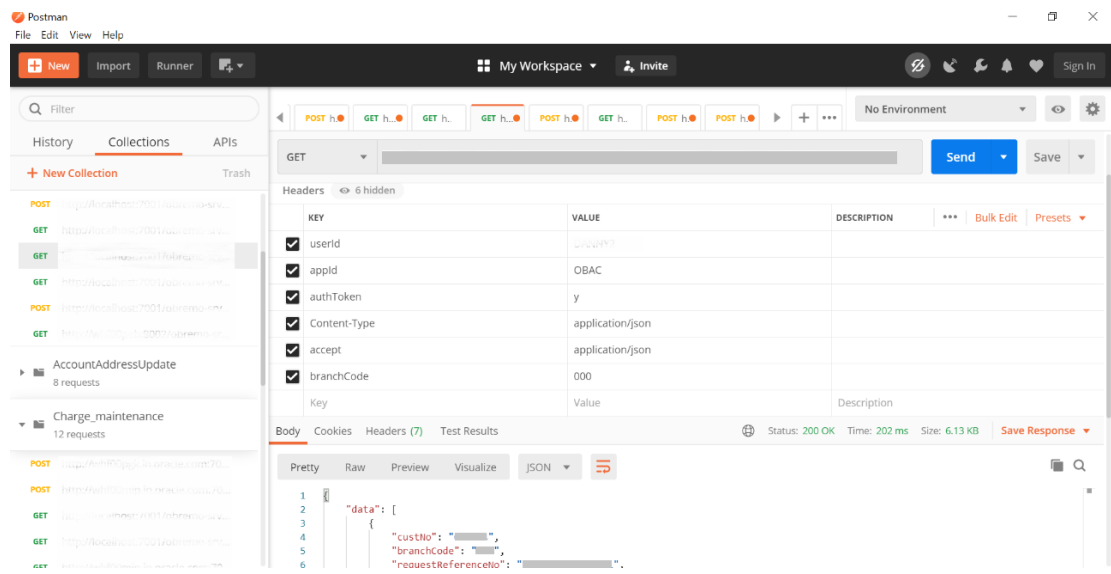 Postman
File Edit View Help
New Import Runner My Workspace Invite Sign In
Filter
History Collections APIs
New Collection Trash
POST
GET
GET
GET
POST
GET
AccountAddressUpdate
8 requests
Charge_maintenance
12 requests
POST
POST
GET
GET
GET
POST h. GET h... GET h.. GET h... POST h. GET h.. POST h. POST h. + •••
No Environment
GET Send Save
Headers 6 hidden
KEY VALUE DESCRIPTION ••• Bulk Edit Presets
userId
appId OBAC
authToken y
Content-Type application/json
accept application/json
branchCode 000
Key Value Description
Body Cookies Headers (7) Test Results Status: 200 OK Time: 202 ms Size: 6.13 KB Save Response
Pretty Raw Preview Visualize JSON
1 {
2 "data": [
3 {
4 "custNo": "",
5 "branchCode": "",
6 "requestReferenceNo": "",